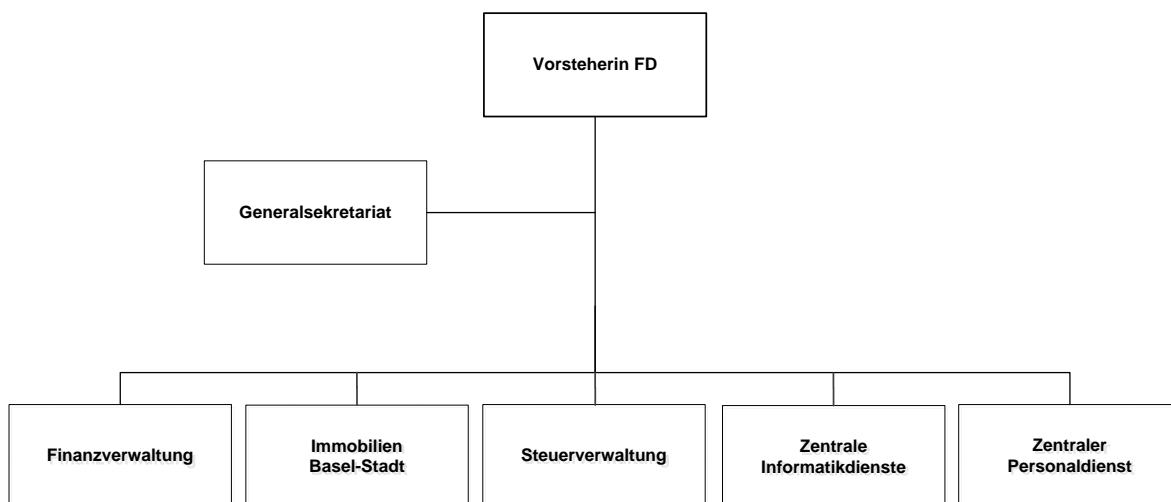 Vorsteherin FD
Generalsekretariat
Finanzverwaltung
Immobilien
Basel-Stadt
Steuerverwaltung
Zentrale
Informatikdienste
Zentraler
Personaldienst